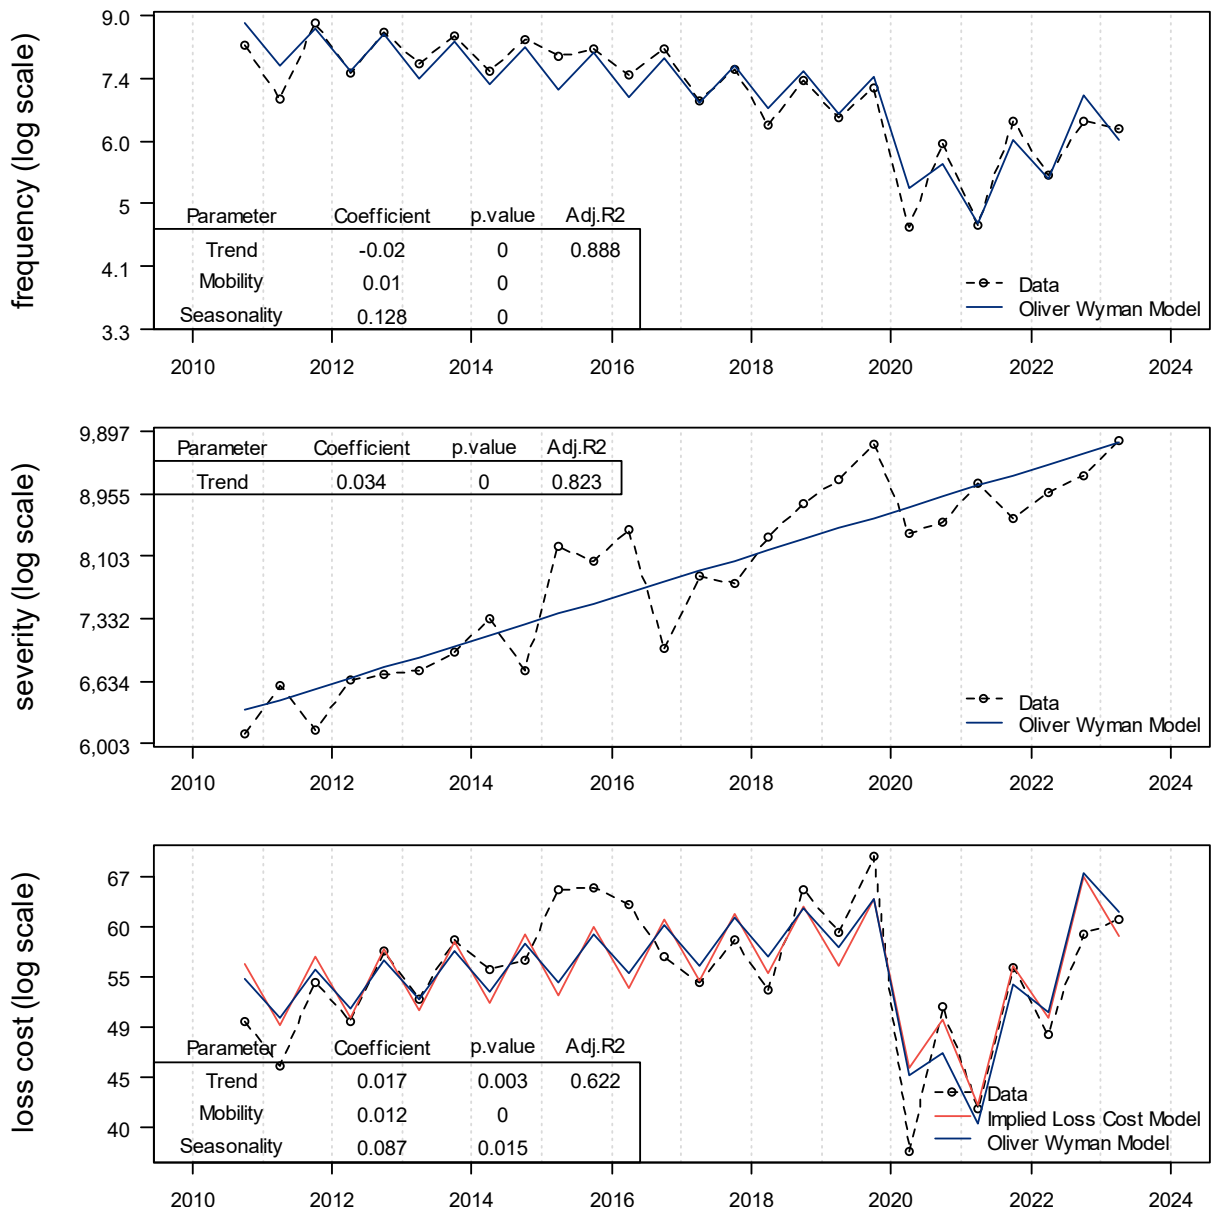 frequency (log scale)
9.0
7.4
6.0
5
4.1
3.3
Parameter Coefficient p.value Adj.R2
Trend -0.02 0 0.888
Mobility 0.01 0
Seasonality 0.128 0
Data
Oliver Wyman Model
2010 2012 2014 2016 2018 2020 2022 2024
severity (log scale)
9,897
8,955
8,103
7,332
6,634
6,003
Parameter Coefficient p.value Adj.R2
Trend 0.034 0 0.823
Data
Oliver Wyman Model
2010 2012 2014 2016 2018 2020 2022 2024
loss cost (log scale)
67
60
55
49
45
40
Parameter Coefficient p.value Adj.R2
Trend 0.017 0.003 0.622
Mobility 0.012 0
Seasonality 0.087 0.015
Data
Implied Loss Cost Model
Oliver Wyman Model
2010 2012 2014 2016 2018 2020 2022 2024